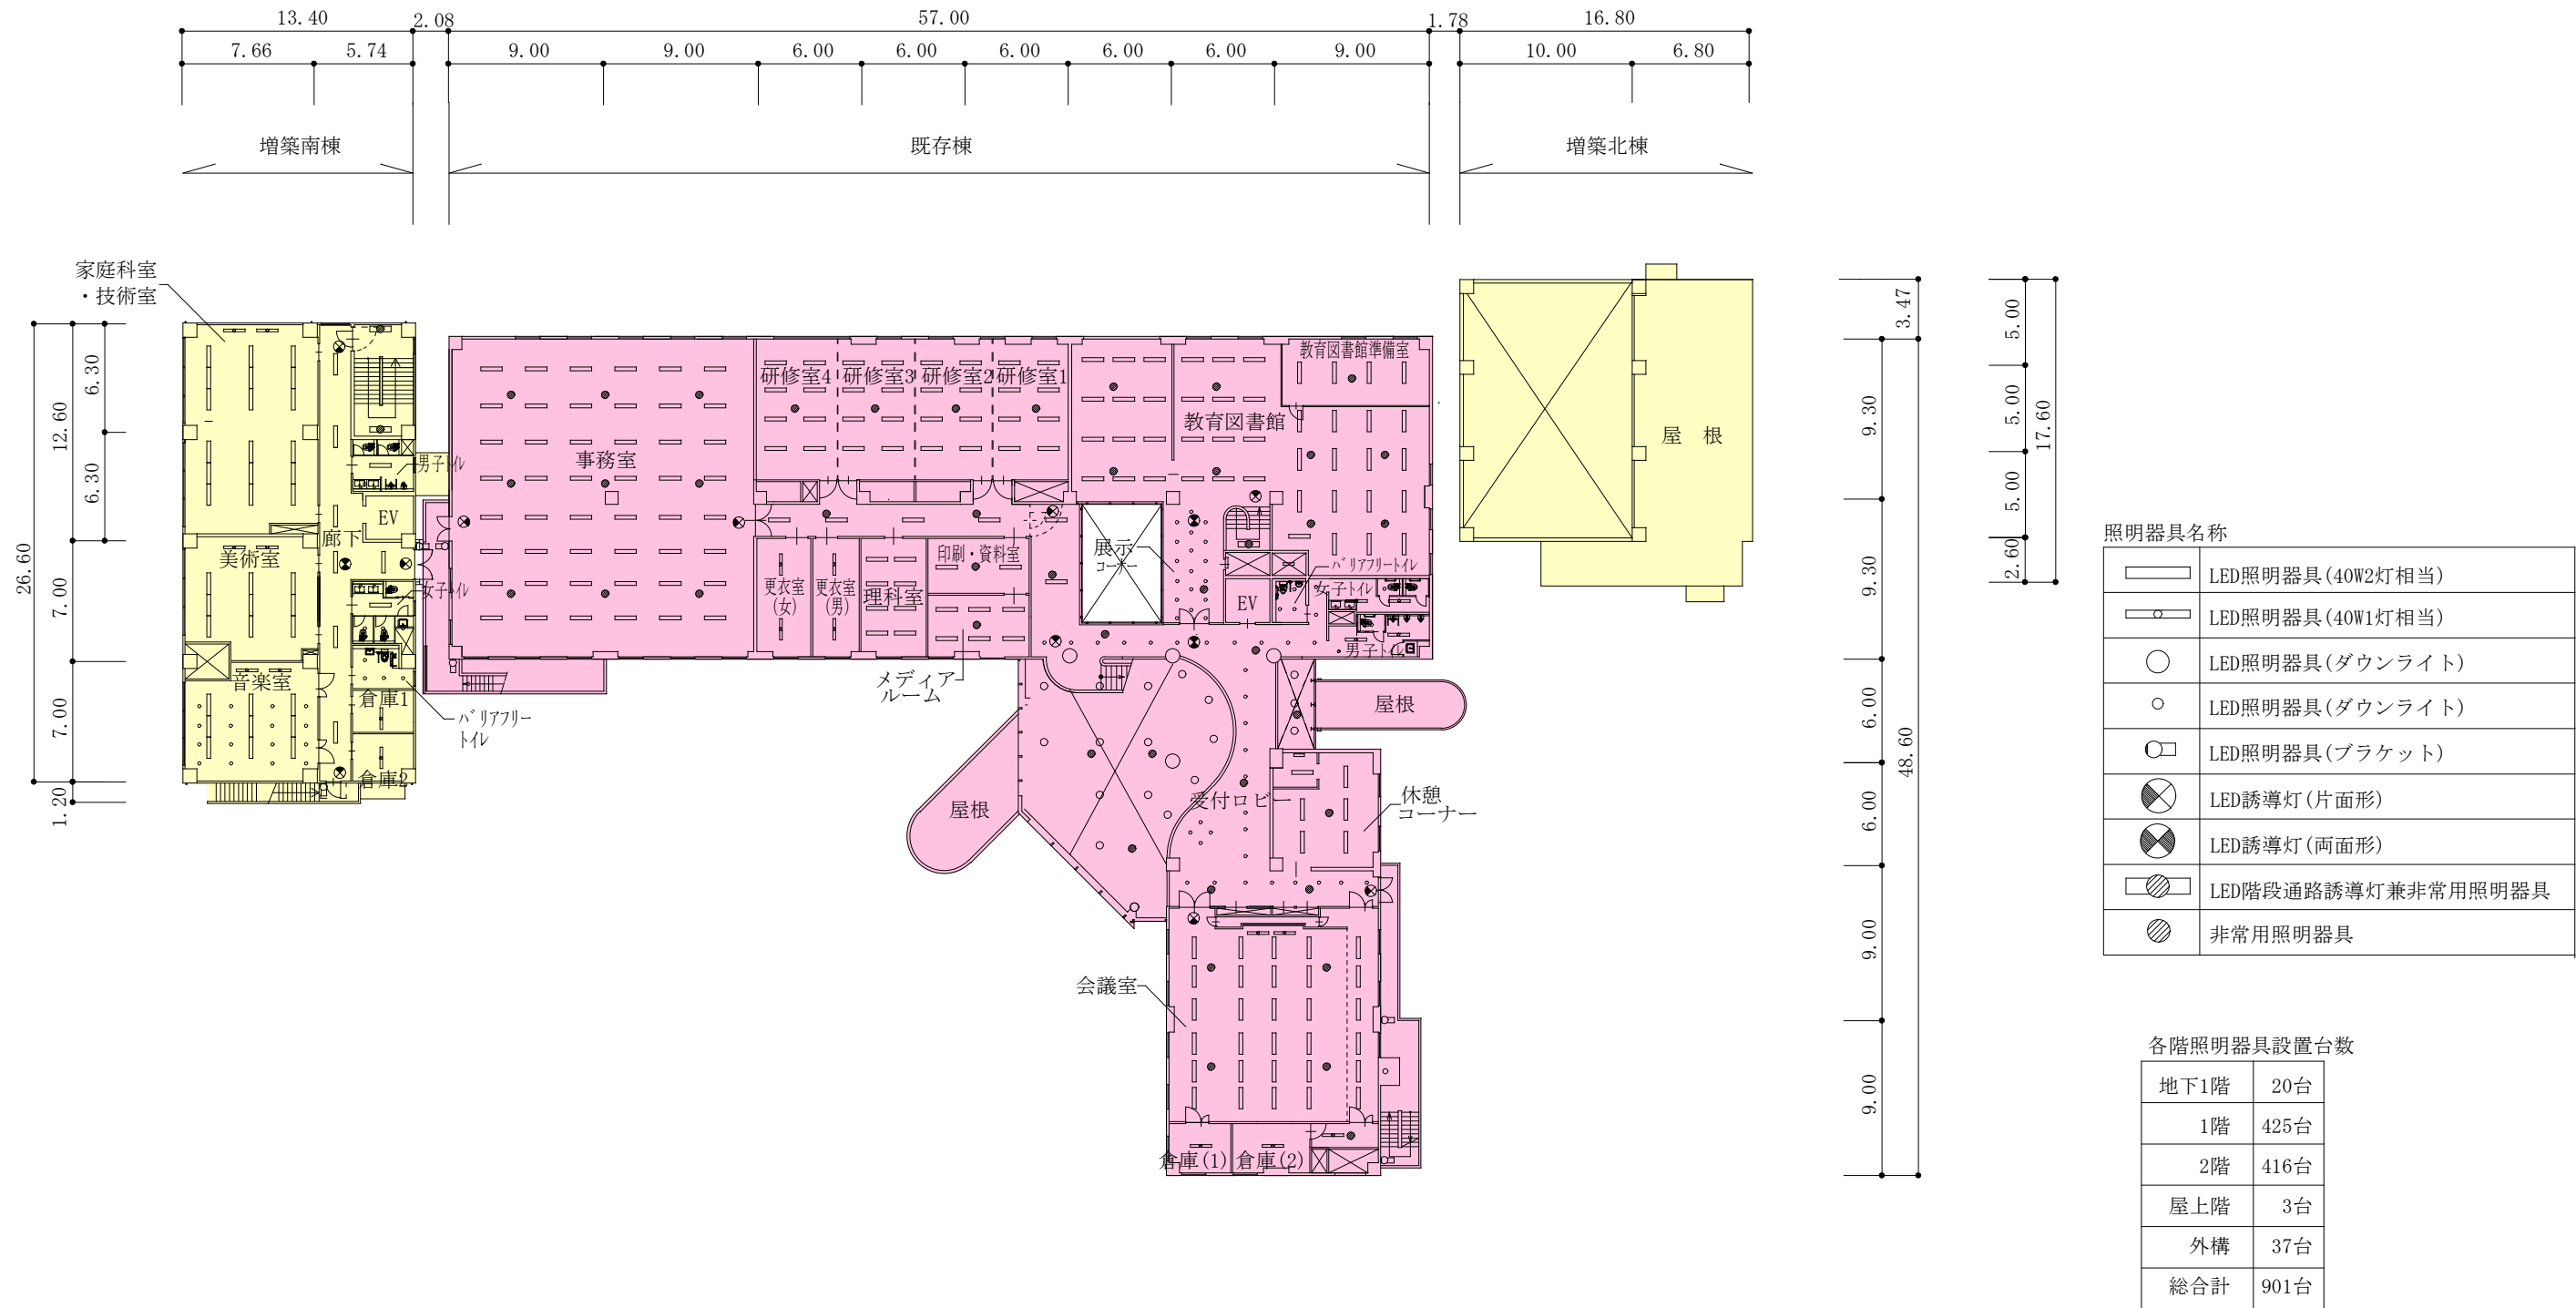 13.40
2.08
57.00
1.78
16.80
7.66
5.74
9.00
9.00
6.00
6.00
6.00
6.00
6.00
9.00
10.00
6.80
増築南棟
既存棟
増築北棟
家庭科室
・技術室
26.60
12.60
6.30
6.30
7.00
7.00
1.20
男子トイレ
EV
廊下
美術室
女子トイレ
音楽室
倉庫1
バリアフリー
トイレ
倉庫2
事務室
研修室4
研修室3
研修室2
研修室1
教育図書館準備室
教育図書館
印刷・資料室
更衣室
(女)
更衣室
(男)
理科室
メディア
ルーム
展示
コーナー
バリアフリートイレ
女子トイレ
EV
男子トイレ
屋根
屋根
受付ロビー
休憩
コーナー
会議室
倉庫(1)
倉庫(2)
屋 根
3.47
9.30
9.30
6.00
6.00
9.00
9.00
48.60
5.00
5.00
5.00
2.60
17.60
照明器具名称
LED照明器具(40W2灯相当)
LED照明器具(40W1灯相当)
LED照明器具(ダウンライト)
LED照明器具(ダウンライト)
LED照明器具(ブラケット)
LED誘導灯(片面形)
LED誘導灯(両面形)
LED階段通路誘導灯兼非常用照明器具
非常用照明器具
各階照明器具設置台数
地下1階 20台
1階 425台
2階 416台
屋上階 3台
外構 37台
総合計 901台